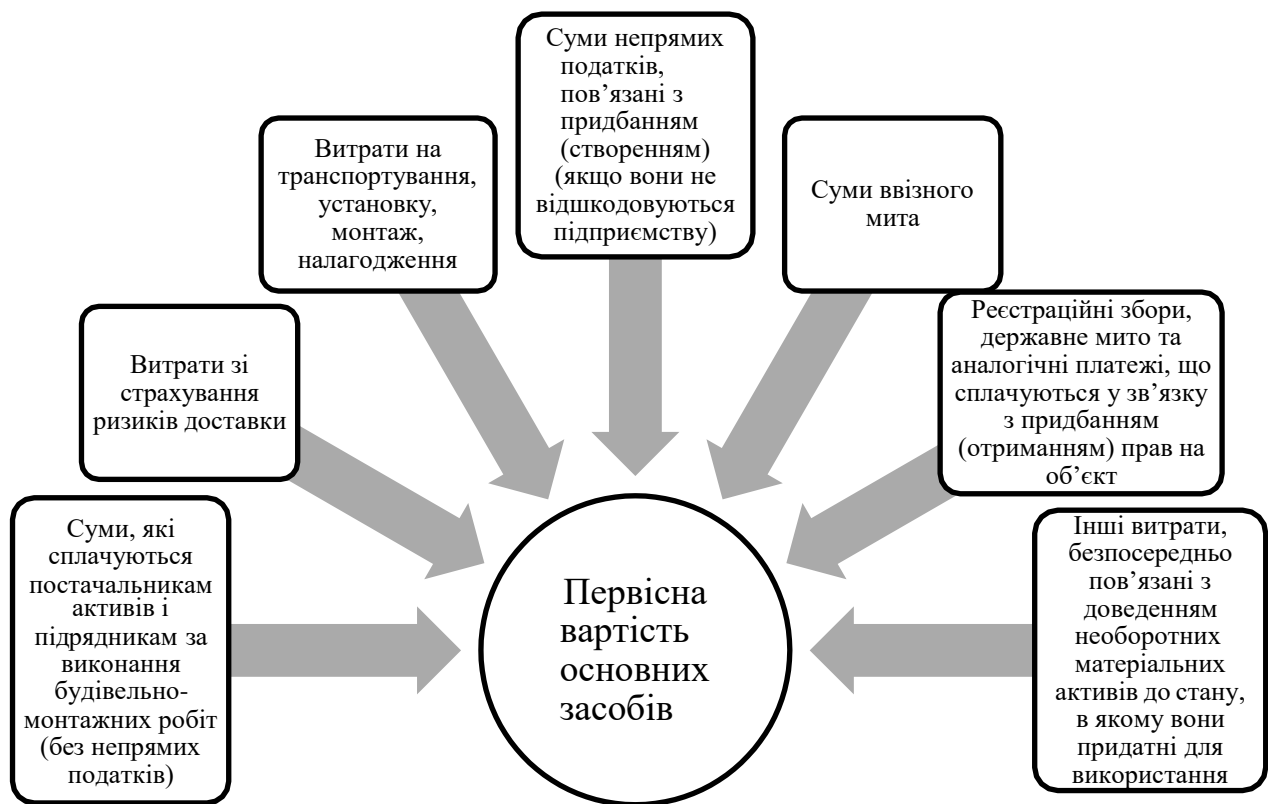 Суми, які
сплачуються
постачальникам
активів і
підрядникам за
виконання
будівельно-
монтажних робіт
(без непрямих
податків)
Витрати зі
страхування
ризиків доставки
Витрати на
транспортування,
установку,
монтаж,
налагодження
Суми непрямих
податків,
пов’язані з
придбанням
(створенням)
(якщо вони не
відшкодовуються
підприємству)
Суми ввізного
мита
Реєстраційні збори,
державне мито та
аналогічні платежі, що
сплачуються у зв’язку
з придбанням
(отриманням) прав на
об’єкт
Інші витрати,
безпосередньо
пов’язані з
доведенням
необоротних
матеріальних
активів до стану,
в якому вони
придатні для
використання
Первісна
вартість
основних
засобів